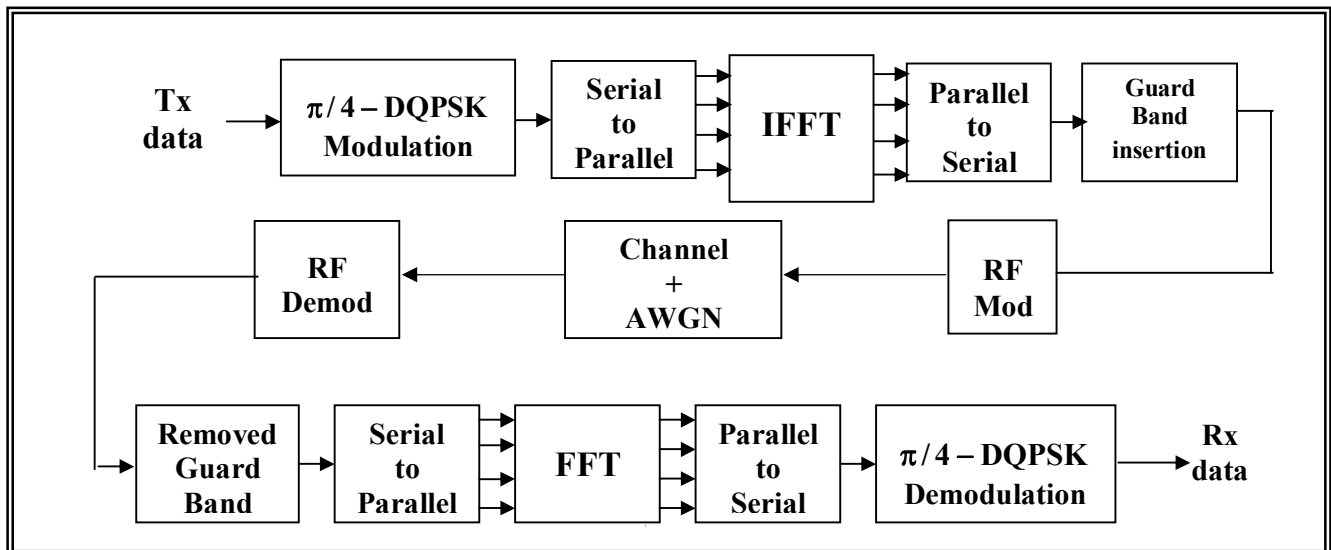 Tx
data
π/4 – DQPSK
Modulation
Serial
to
Parallel
IFFT
Parallel
to
Serial
Guard
Band
insertion
RF
Demod
Channel
+
AWGN
RF
Mod
Removed
Guard
Band
Serial
to
Parallel
FFT
Parallel
to
Serial
π/4 – DQPSK
Demodulation
Rx
data